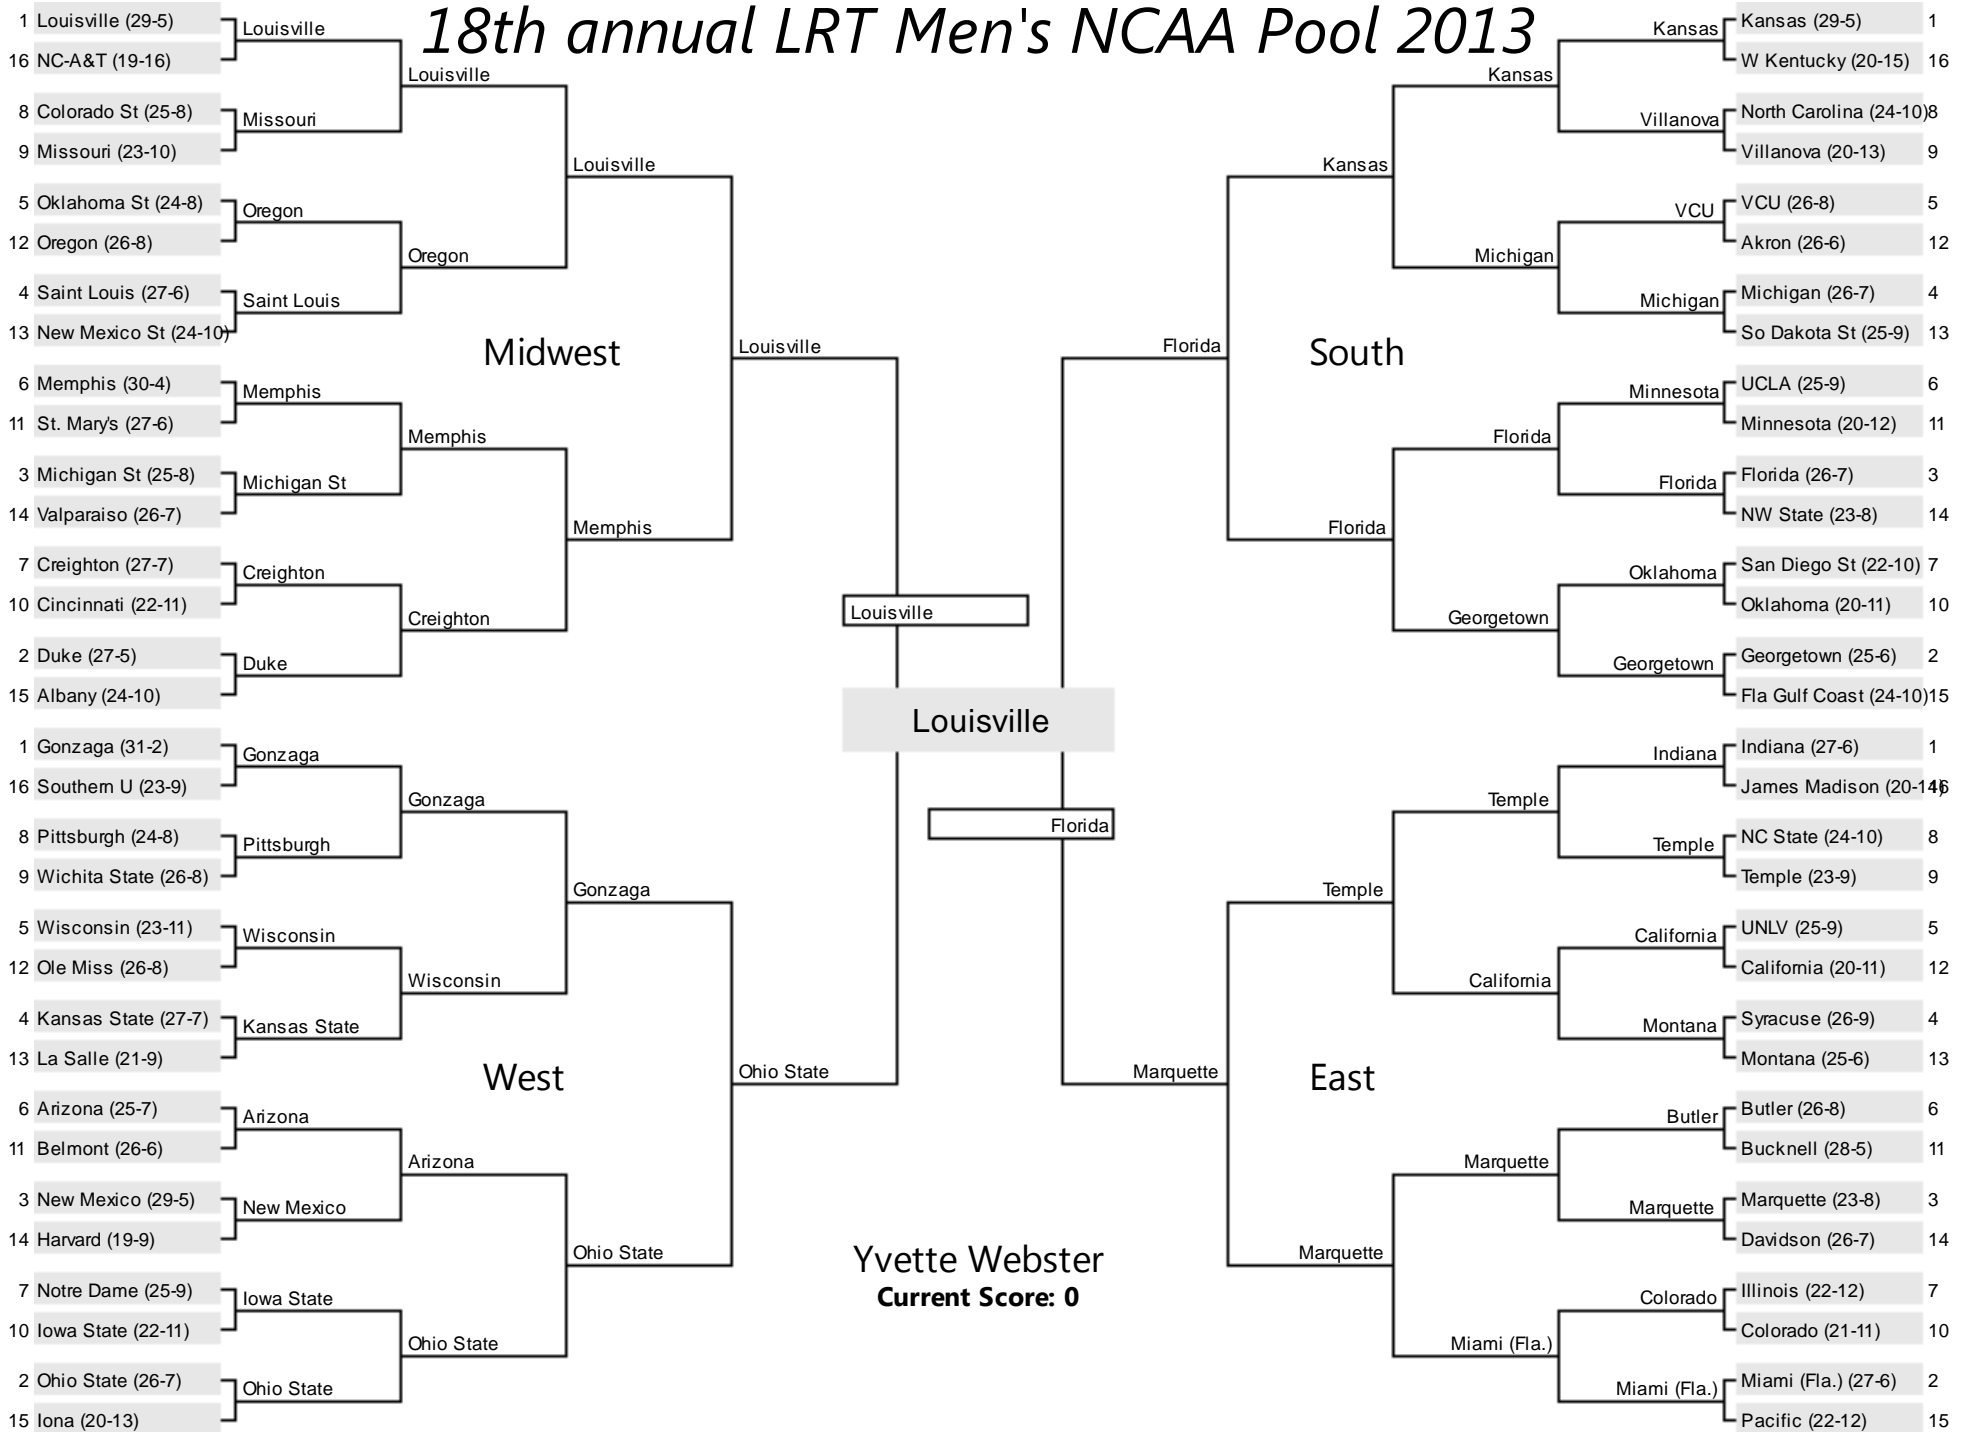 18th annual LRT Men's NCAA Pool 2013
1 Louisville (29-5)
16 NC-A&T (19-16)
8 Colorado St (25-8)
9 Missouri (23-10)
5 Oklahoma St (24-8)
12 Oregon (26-8)
4 Saint Louis (27-6)
13 New Mexico St (24-10)
6 Memphis (30-4)
11 St. Mary's (27-6)
3 Michigan St (25-8)
14 Valparaiso (26-7)
7 Creighton (27-7)
10 Cincinnati (22-11)
2 Duke (27-5)
15 Albany (24-10)
Louisville
Missouri
Oregon
Saint Louis
Memphis
Michigan St
Creighton
Duke
Louisville
Oregon
Memphis
Creighton
Louisville
Memphis
Midwest
Louisville
1 Gonzaga (31-2)
16 Southern U (23-9)
8 Pittsburgh (24-8)
9 Wichita State (26-8)
5 Wisconsin (23-11)
12 Ole Miss (26-8)
4 Kansas State (27-7)
13 La Salle (21-9)
6 Arizona (25-7)
11 Belmont (26-6)
3 New Mexico (29-5)
14 Harvard (19-9)
7 Notre Dame (25-9)
10 Iowa State (22-11)
2 Ohio State (26-7)
15 Iona (20-13)
Gonzaga
Pittsburgh
Wisconsin
Kansas State
Arizona
New Mexico
Iowa State
Ohio State
Gonzaga
Wisconsin
Arizona
Ohio State
Gonzaga
Ohio State
West
Ohio State
Louisville
Louisville
Florida
Yvette Webster
Current Score: 0
Kansas (29-5) 1
W Kentucky (20-15) 16
North Carolina (24-10) 8
Villanova (20-13) 9
VCU (26-8) 5
Akron (26-6) 12
Michigan (26-7) 4
So Dakota St (25-9) 13
UCLA (25-9) 6
Minnesota (20-12) 11
Florida (26-7) 3
NW State (23-8) 14
San Diego St (22-10) 7
Oklahoma (20-11) 10
Georgetown (25-6) 2
Fla Gulf Coast (24-10) 15
Kansas
Villanova
VCU
Michigan
Minnesota
Florida
Oklahoma
Georgetown
Kansas
Michigan
Florida
Georgetown
Kansas
Florida
South
Florida
Indiana (27-6) 1
James Madison (20-14) 16
NC State (24-10) 8
Temple (23-9) 9
UNLV (25-9) 5
California (20-11) 12
Syracuse (26-9) 4
Montana (25-6) 13
Butler (26-8) 6
Bucknell (28-5) 11
Marquette (23-8) 3
Davidson (26-7) 14
Illinois (22-12) 7
Colorado (21-11) 10
Miami (Fla.) (27-6) 2
Pacific (22-12) 15
Indiana
Temple
California
Montana
Butler
Marquette
Colorado
Miami (Fla.)
Temple
California
Marquette
Miami (Fla.)
Temple
Marquette
East
Marquette